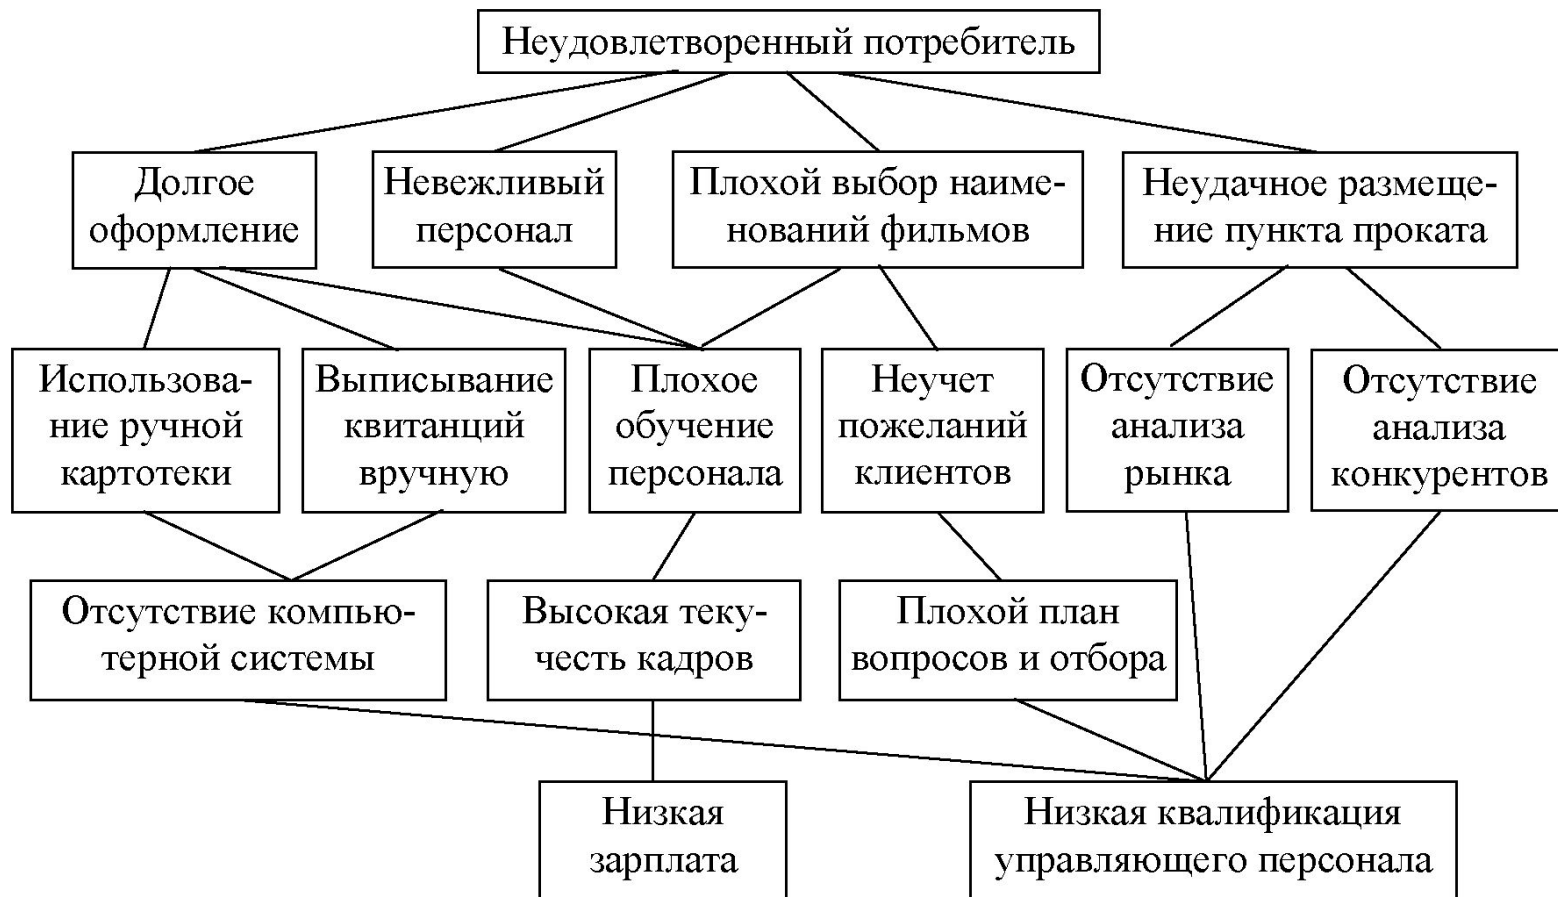 Неудовлетворенный потребитель
Долгое
оформление
Невежливый
персонал
Плохой выбор наиме-
нований фильмов
Неудачное размеще-
ние пункта проката
Использова-
ние ручной
картотеки
Выписывание
квитанций
вручную
Плохое
обучение
персонала
Неучет
пожеланий
клиентов
Отсутствие
анализа
рынка
Отсутствие
анализа
конкурентов
Отсутствие компью-
терной системы
Высокая теку-
честь кадров
Плохой план
вопросов и отбора
Низкая
зарплата
Низкая квалификация
управляющего персонала